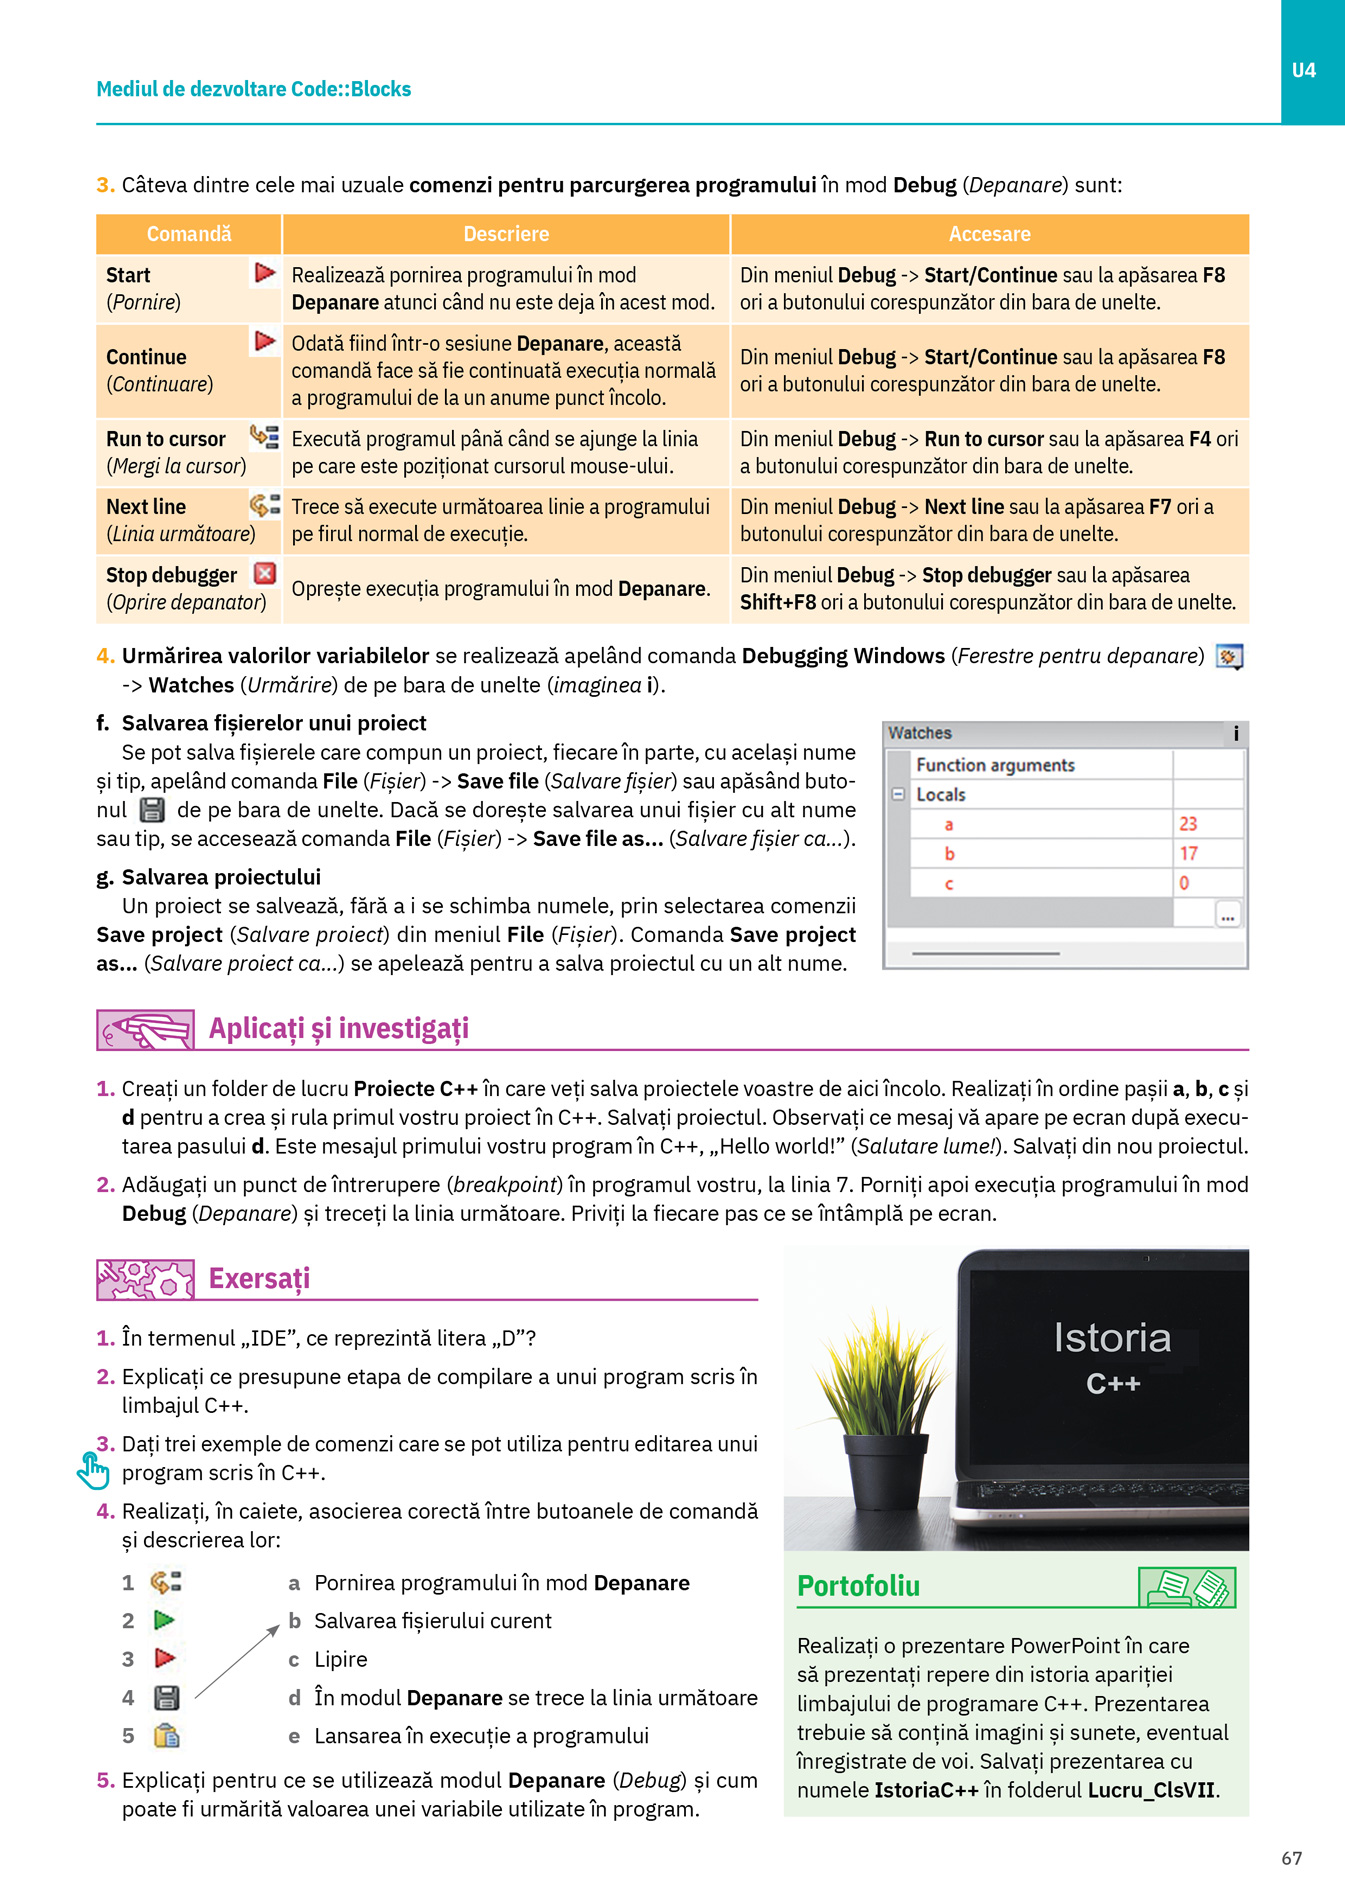 U4
Mediul de dezvoltare Code::Blocks
3. Câteva dintre cele mai uzuale comenzi pentru parcurgerea programului în mod Debug (Depanare) sunt:
Comandă Descriere Accesare
Start
(Pornire)
Realizează pornirea programului în mod
Depanare atunci când nu este deja în acest mod.
Din meniul Debug -> Start/Continue sau la apăsarea F8
ori a butonului corespunzător din bara de unelte.
Continue
(Continuare)
Odată fiind într-o sesiune Depanare, această
comandă face să fie continuată execuția normală
a programului de la un anume punct încolo.
Din meniul Debug -> Start/Continue sau la apăsarea F8
ori a butonului corespunzător din bara de unelte.
Run to cursor
(Mergi la cursor)
Execută programul până când se ajunge la linia
pe care este poziționat cursorul mouse-ului.
Din meniul Debug -> Run to cursor sau la apăsarea F4 ori
a butonului corespunzător din bara de unelte.
Next line
(Linia următoare)
Trece să execute următoarea linie a programului
pe firul normal de execuție.
Din meniul Debug -> Next line sau la apăsarea F7 ori a
butonului corespunzător din bara de unelte.
Stop debugger
(Oprire depanator)
Oprește execuția programului în mod Depanare.
Din meniul Debug -> Stop debugger sau la apăsarea
Shift+F8 ori a butonului corespunzător din bara de unelte.
4. Urmărirea valorilor variabilelor se realizează apelând comanda Debugging Windows (Ferestre pentru depanare)
-> Watches (Urmărire) de pe bara de unelte (imaginea i).
f. Salvarea fișierelor unui proiect
Se pot salva fișierele care compun un proiect, fiecare în parte, cu același nume
și tip, apelând comanda File (Fișier) -> Save file (Salvare fișier) sau apăsând buto-
nul de pe bara de unelte. Dacă se dorește salvarea unui fișier cu alt nume
sau tip, se accesează comanda File (Fișier) -> Save file as... (Salvare fișier ca...).
g. Salvarea proiectului
Un proiect se salvează, fără a i se schimba numele, prin selectarea comenzii
Save project (Salvare proiect) din meniul File (Fișier). Comanda Save project
as... (Salvare proiect ca...) se apelează pentru a salva proiectul cu un alt nume.
Watches i
Function arguments
Locals
a 23
b 17
c 0
...
Aplicați și investigați
1. Creați un folder de lucru Proiecte C++ în care veți salva proiectele voastre de aici încolo. Realizați în ordine pașii a, b, c și
d pentru a crea și rula primul vostru proiect în C++. Salvați proiectul. Observați ce mesaj vă apare pe ecran după execu-
tarea pasului d. Este mesajul primului vostru program în C++, „Hello world!” (Salutare lume!). Salvați din nou proiectul.
2. Adăugați un punct de întrerupere (breakpoint) în programul vostru, la linia 7. Porniți apoi execuția programului în mod
Debug (Depanare) și treceți la linia următoare. Priviți la fiecare pas ce se întâmplă pe ecran.
Exersați
1. În termenul „IDE”, ce reprezintă litera „D”?
2. Explicați ce presupune etapa de compilare a unui program scris în
limbajul C++.
3. Dați trei exemple de comenzi care se pot utiliza pentru editarea unui
program scris în C++.
4. Realizați, în caiete, asocierea corectă între butoanele de comandă
și descrierea lor:
1 a Pornirea programului în mod Depanare
2 b Salvarea fișierului curent
3 c Lipire
4 d În modul Depanare se trece la linia următoare
5 e Lansarea în execuție a programului
5. Explicați pentru ce se utilizează modul Depanare (Debug) și cum
poate fi urmărită valoarea unei variabile utilizate în program.
Istoria
C++
Portofoliu
Realizați o prezentare PowerPoint în care
să prezentați repere din istoria apariției
limbajului de programare C++. Prezentarea
trebuie să conțină imagini și sunete, eventual
înregistrate de voi. Salvați prezentarea cu
numele IstoriaC++ în folderul Lucru_ClsVII.
67